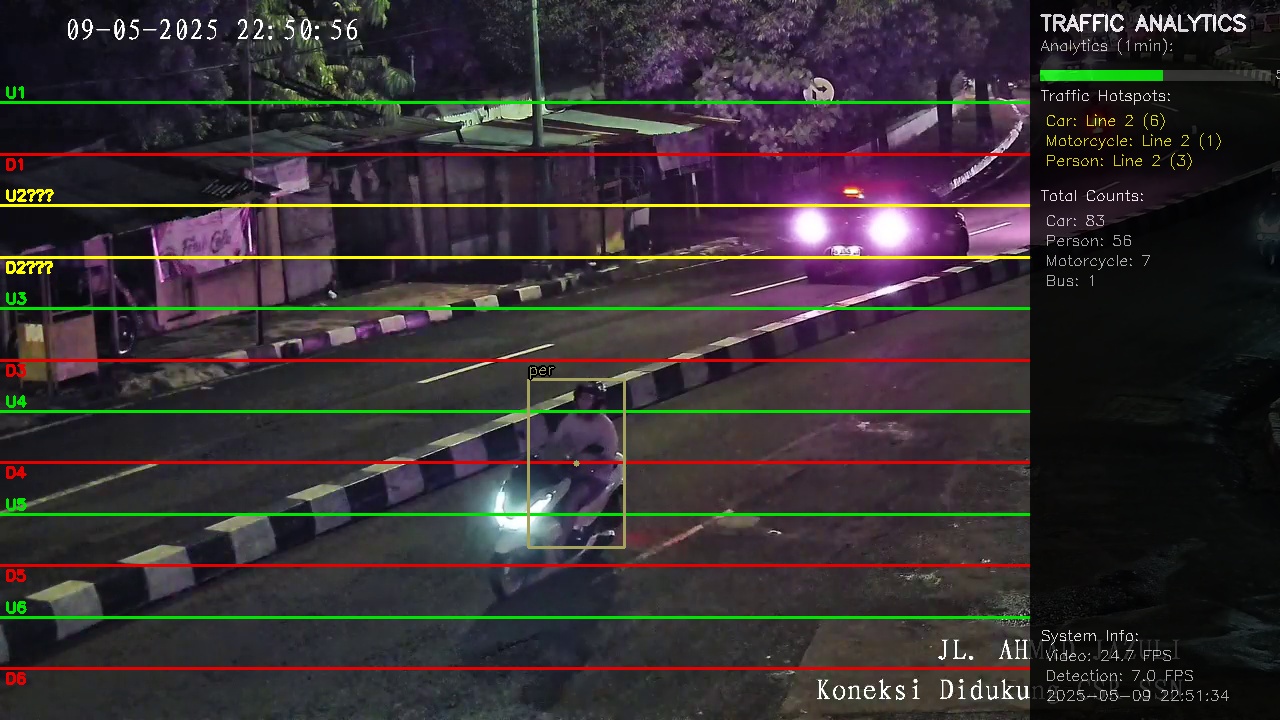 09-05-2025 22:50:56
TRAFFIC ANALYTICS
Analytics (1min):
5
Traffic Hotspots:
Car: Line 2 (6)
Motorcycle: Line 2 (1)
Person: Line 2 (3)
Total Counts:
Car: 83
Person: 56
Motorcycle: 7
Bus: 1
U1
D1
U2???
D2???
U3
D3
per
U4
D4
U5
D5
U6
D6
JL.
Koneksi
System Info:
Video: 24.7 FPS
Detection: 7.0 FPS
2025-05-09 22:51:34